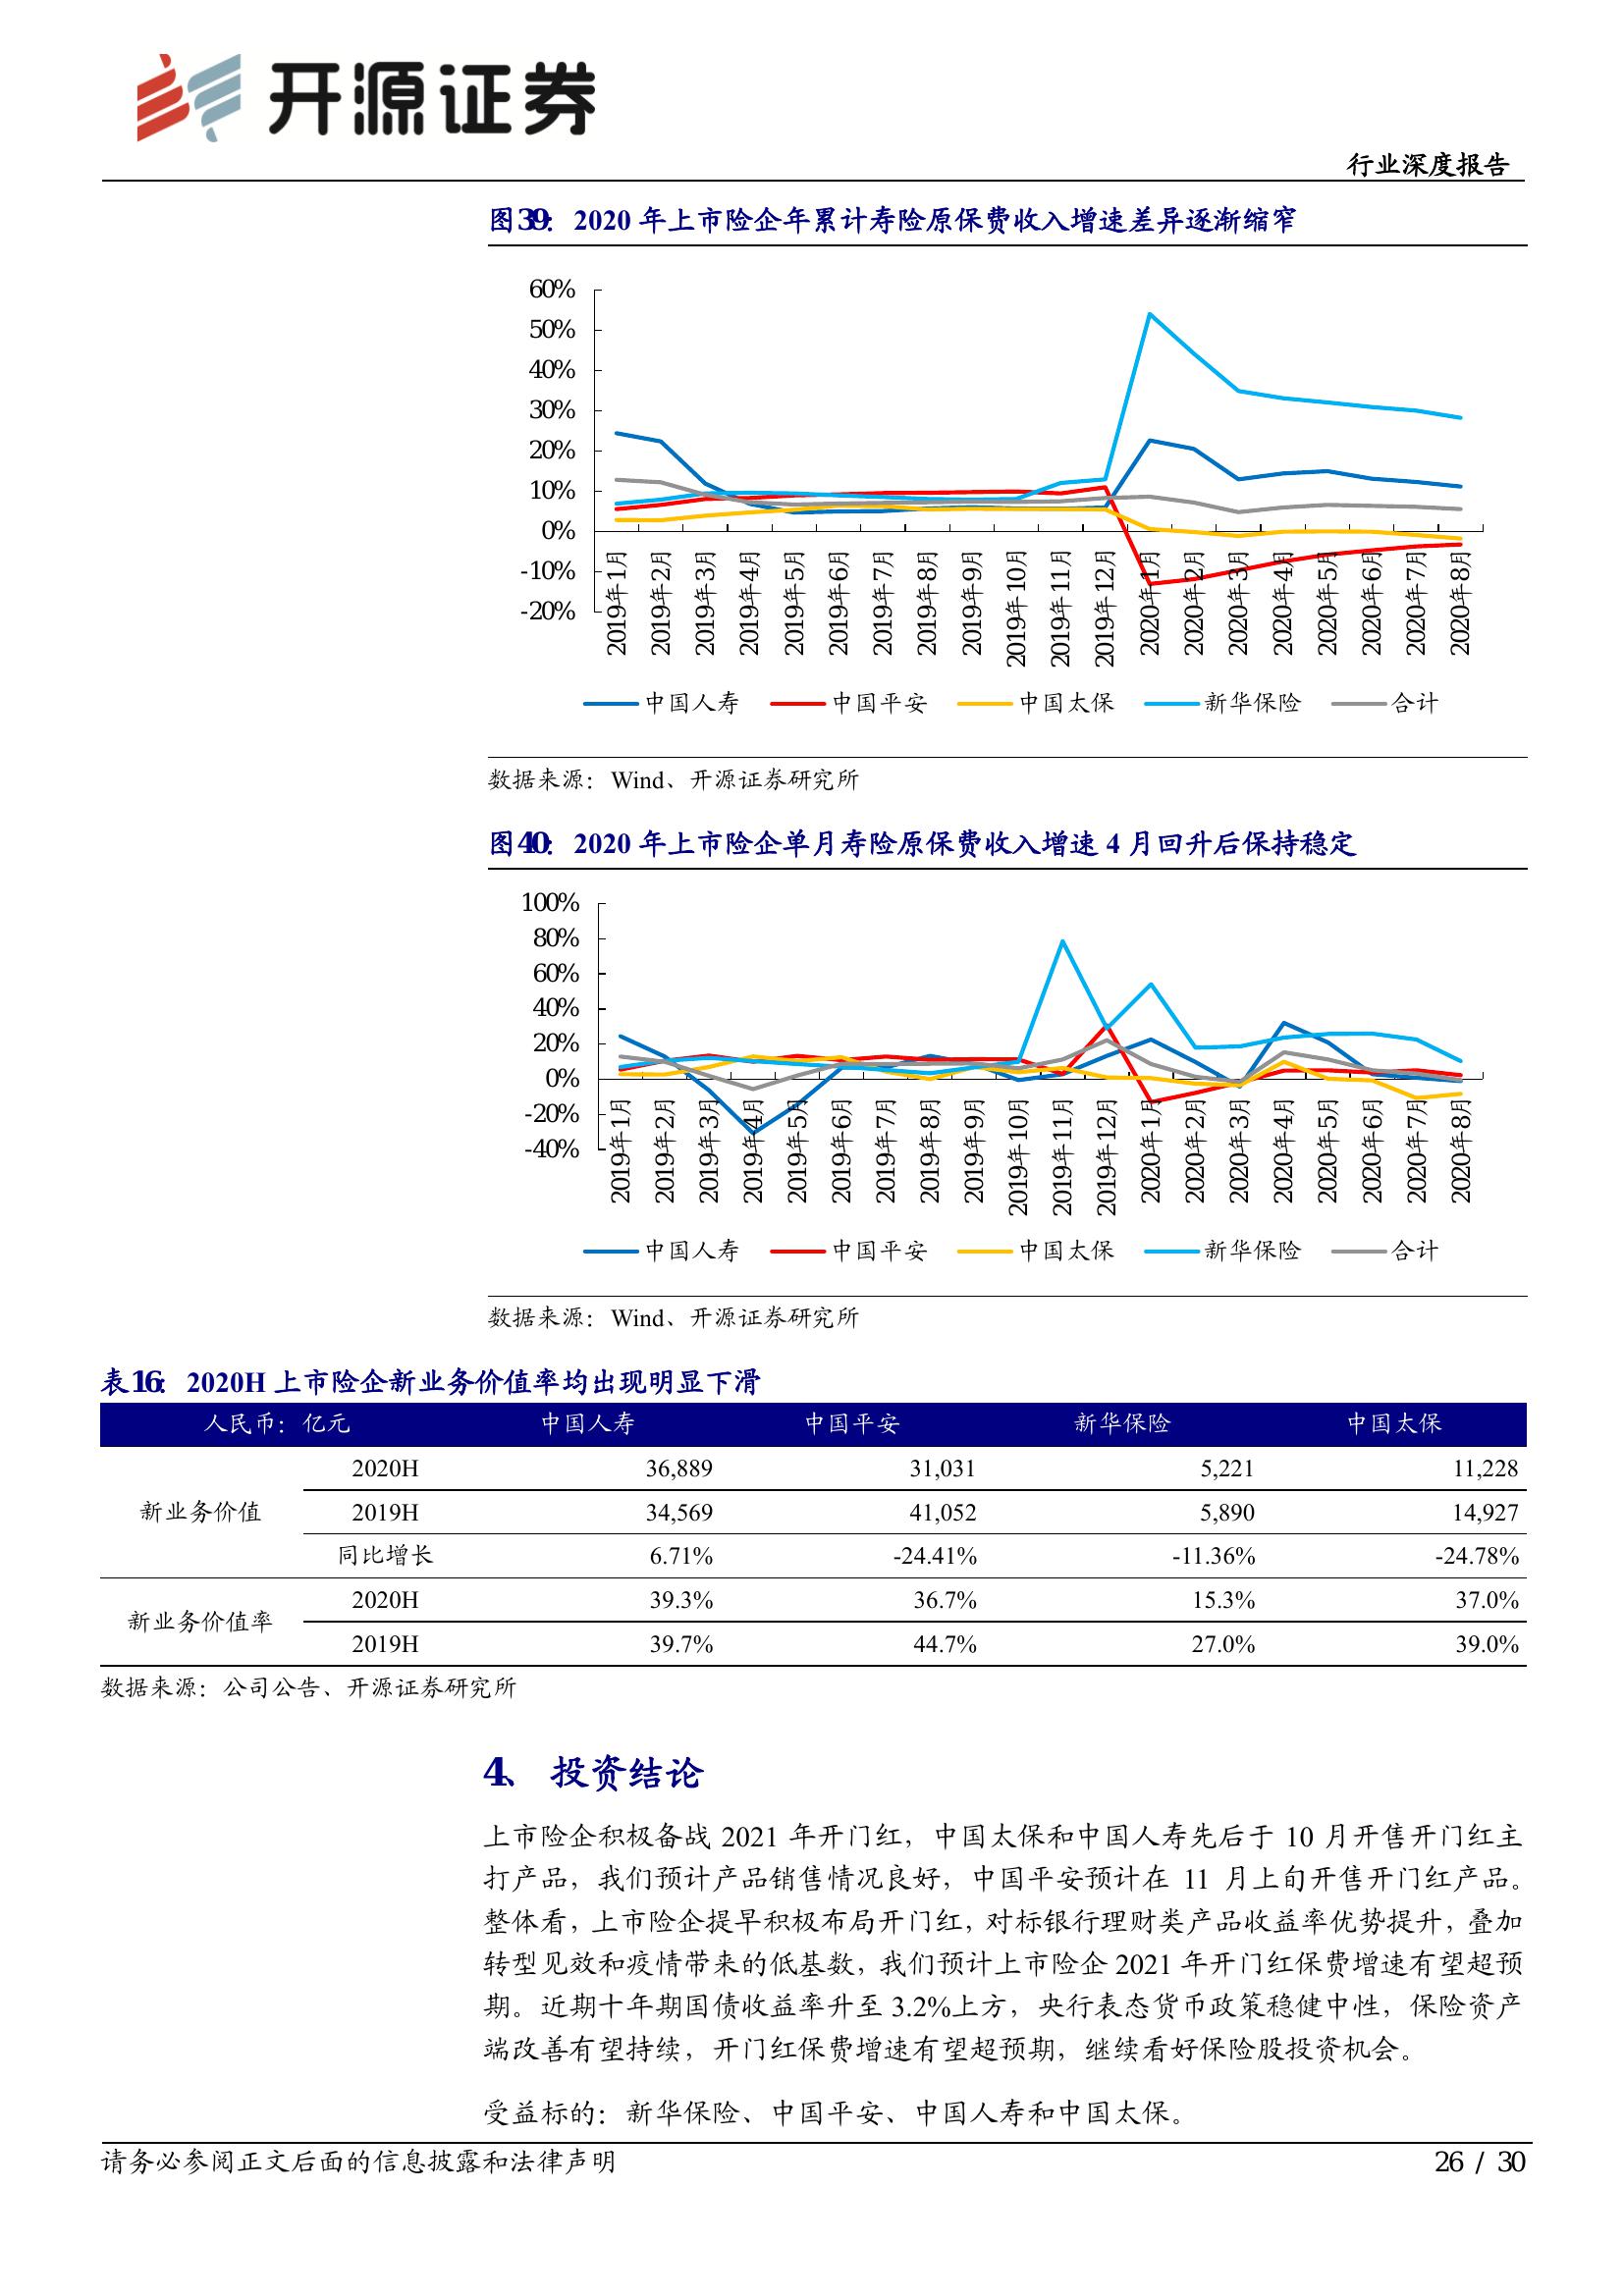 开源证券
行业深度报告
图39： 2020 年上市险企年累计寿险原保费收入增速差异逐渐缩窄
60%
50%
40%
30%
20%
10%
0%
-10%
-20%
2019年1月 2019年2月 2019年3月 2019年4月 2019年5月 2019年6月 2019年7月 2019年8月 2019年9月 2019年10月 2019年11月 2019年12月 2020年1月 2020年2月 2020年3月 2020年4月 2020年5月 2020年6月 2020年7月 2020年8月
中国人寿 中国平安 中国太保 新华保险 合计
数据来源：Wind、开源证券研究所
图40： 2020 年上市险企单月寿险原保费收入增速 4 月回升后保持稳定
100%
80%
60%
40%
20%
0%
-20%
-40%
2019年1月 2019年2月 2019年3月 2019年4月 2019年5月 2019年6月 2019年7月 2019年8月 2019年9月 2019年10月 2019年11月 2019年12月 2020年1月 2020年2月 2020年3月 2020年4月 2020年5月 2020年6月 2020年7月 2020年8月
中国人寿 中国平安 中国太保 新华保险 合计
数据来源：Wind、开源证券研究所
表16： 2020H 上市险企新业务价值率均出现明显下滑
人民币：亿元 中国人寿 中国平安 新华保险 中国太保
2020H 36,889 31,031 5,221 11,228
新业务价值 2019H 34,569 41,052 5,890 14,927
同比增长 6.71% -24.41% -11.36% -24.78%
2020H 39.3% 36.7% 15.3% 37.0%
新业务价值率
2019H 39.7% 44.7% 27.0% 39.0%
数据来源：公司公告、开源证券研究所
4、 投资结论
上市险企积极备战 2021 年开门红，中国太保和中国人寿先后于 10 月开售开门红主
打产品，我们预计产品销售情况良好，中国平安预计在 11 月上旬开售开门红产品。
整体看，上市险企提早积极布局开门红，对标银行理财类产品收益率优势提升，叠加
转型见效和疫情带来的低基数，我们预计上市险企 2021 年开门红保费增速有望超预
期。近期十年期国债收益率升至 3.2%上方，央行表态货币政策稳健中性，保险资产
端改善有望持续，开门红保费增速有望超预期，继续看好保险股投资机会。
受益标的：新华保险、中国平安、中国人寿和中国太保。
请务必参阅正文后面的信息披露和法律声明 26 / 30